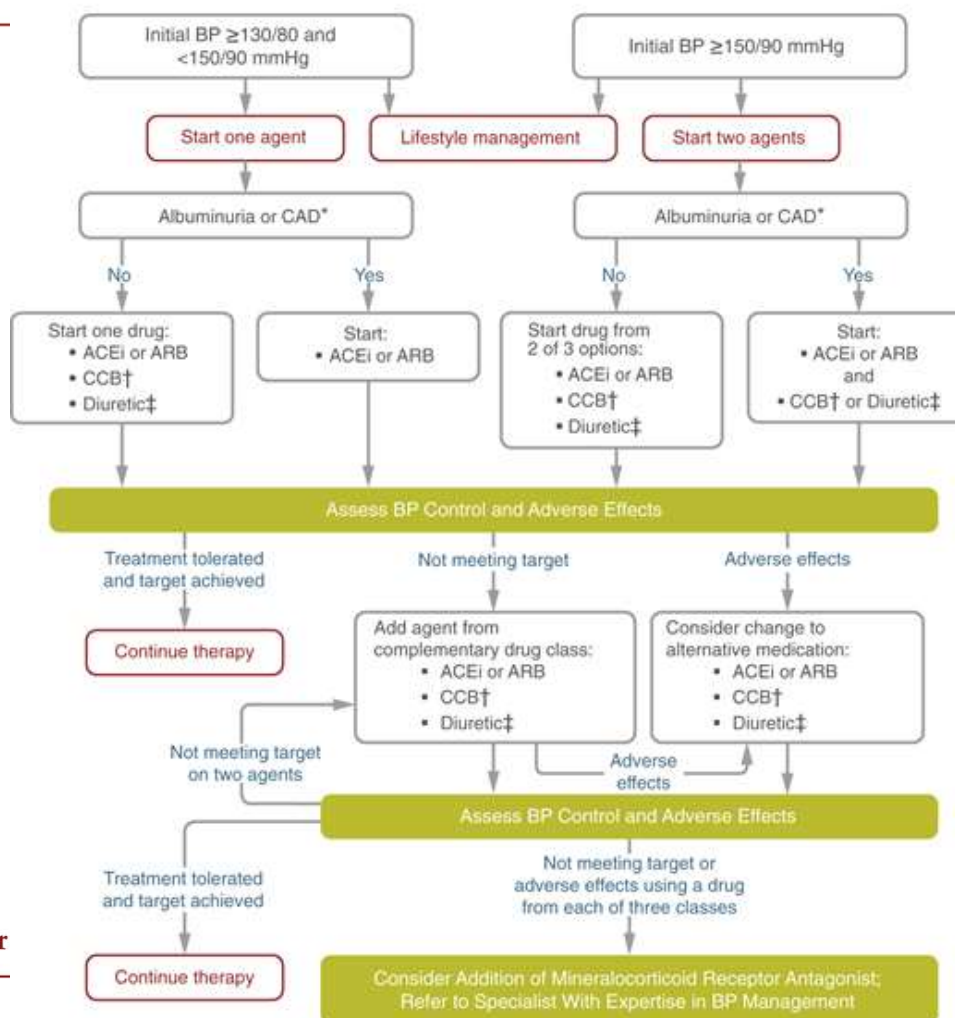 Initial BP ≥130/80 and
<150/90 mmHg
Initial BP ≥150/90 mmHg
Start one agent
Lifestyle management
Start two agents
Albuminuria or CAD*
Albuminuria or CAD*
No
Yes
No
Yes
Start one drug:
▪ ACEi or ARB
▪ CCB†
▪ Diuretic‡
Start:
▪ ACEi or ARB
Start drug from
2 of 3 options:
▪ ACEi or ARB
▪ CCB†
▪ Diuretic‡
Start:
▪ ACEi or ARB
and
▪ CCB† or Diuretic‡
Assess BP Control and Adverse Effects
Treatment tolerated
and target achieved
Not meeting target
Adverse effects
Continue therapy
Add agent from
complementary drug class:
▪ ACEi or ARB
▪ CCB†
▪ Diuretic‡
Consider change to
alternative medication:
▪ ACEi or ARB
▪ CCB†
▪ Diuretic‡
Not meeting target
on two agents
Adverse
effects
Assess BP Control and Adverse Effects
Treatment tolerated
and target achieved
Not meeting target or
adverse effects using a drug
from each of three classes
r
Continue therapy
Consider Addition of Mineralocorticoid Receptor Antagonist;
Refer to Specialist With Expertise in BP Management